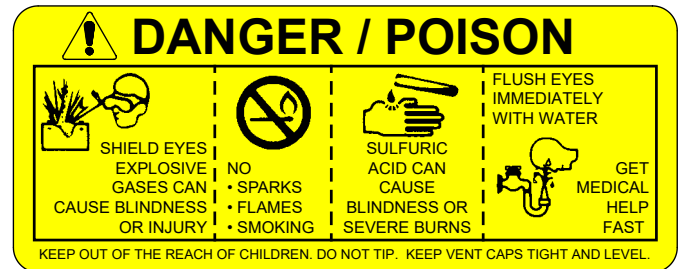 DANGER / POISON
SHIELD EYES
EXPLOSIVE
GASES CAN
CAUSE BLINDNESS
OR INJURY
NO
• SPARKS
• FLAMES
• SMOKING
SULFURIC
ACID CAN
CAUSE
BLINDNESS OR
SEVERE BURNS
FLUSH EYES
IMMEDIATELY
WITH WATER
GET
MEDICAL
HELP
FAST
KEEP OUT OF THE REACH OF CHILDREN. DO NOT TIP. KEEP VENT CAPS TIGHT AND LEVEL.